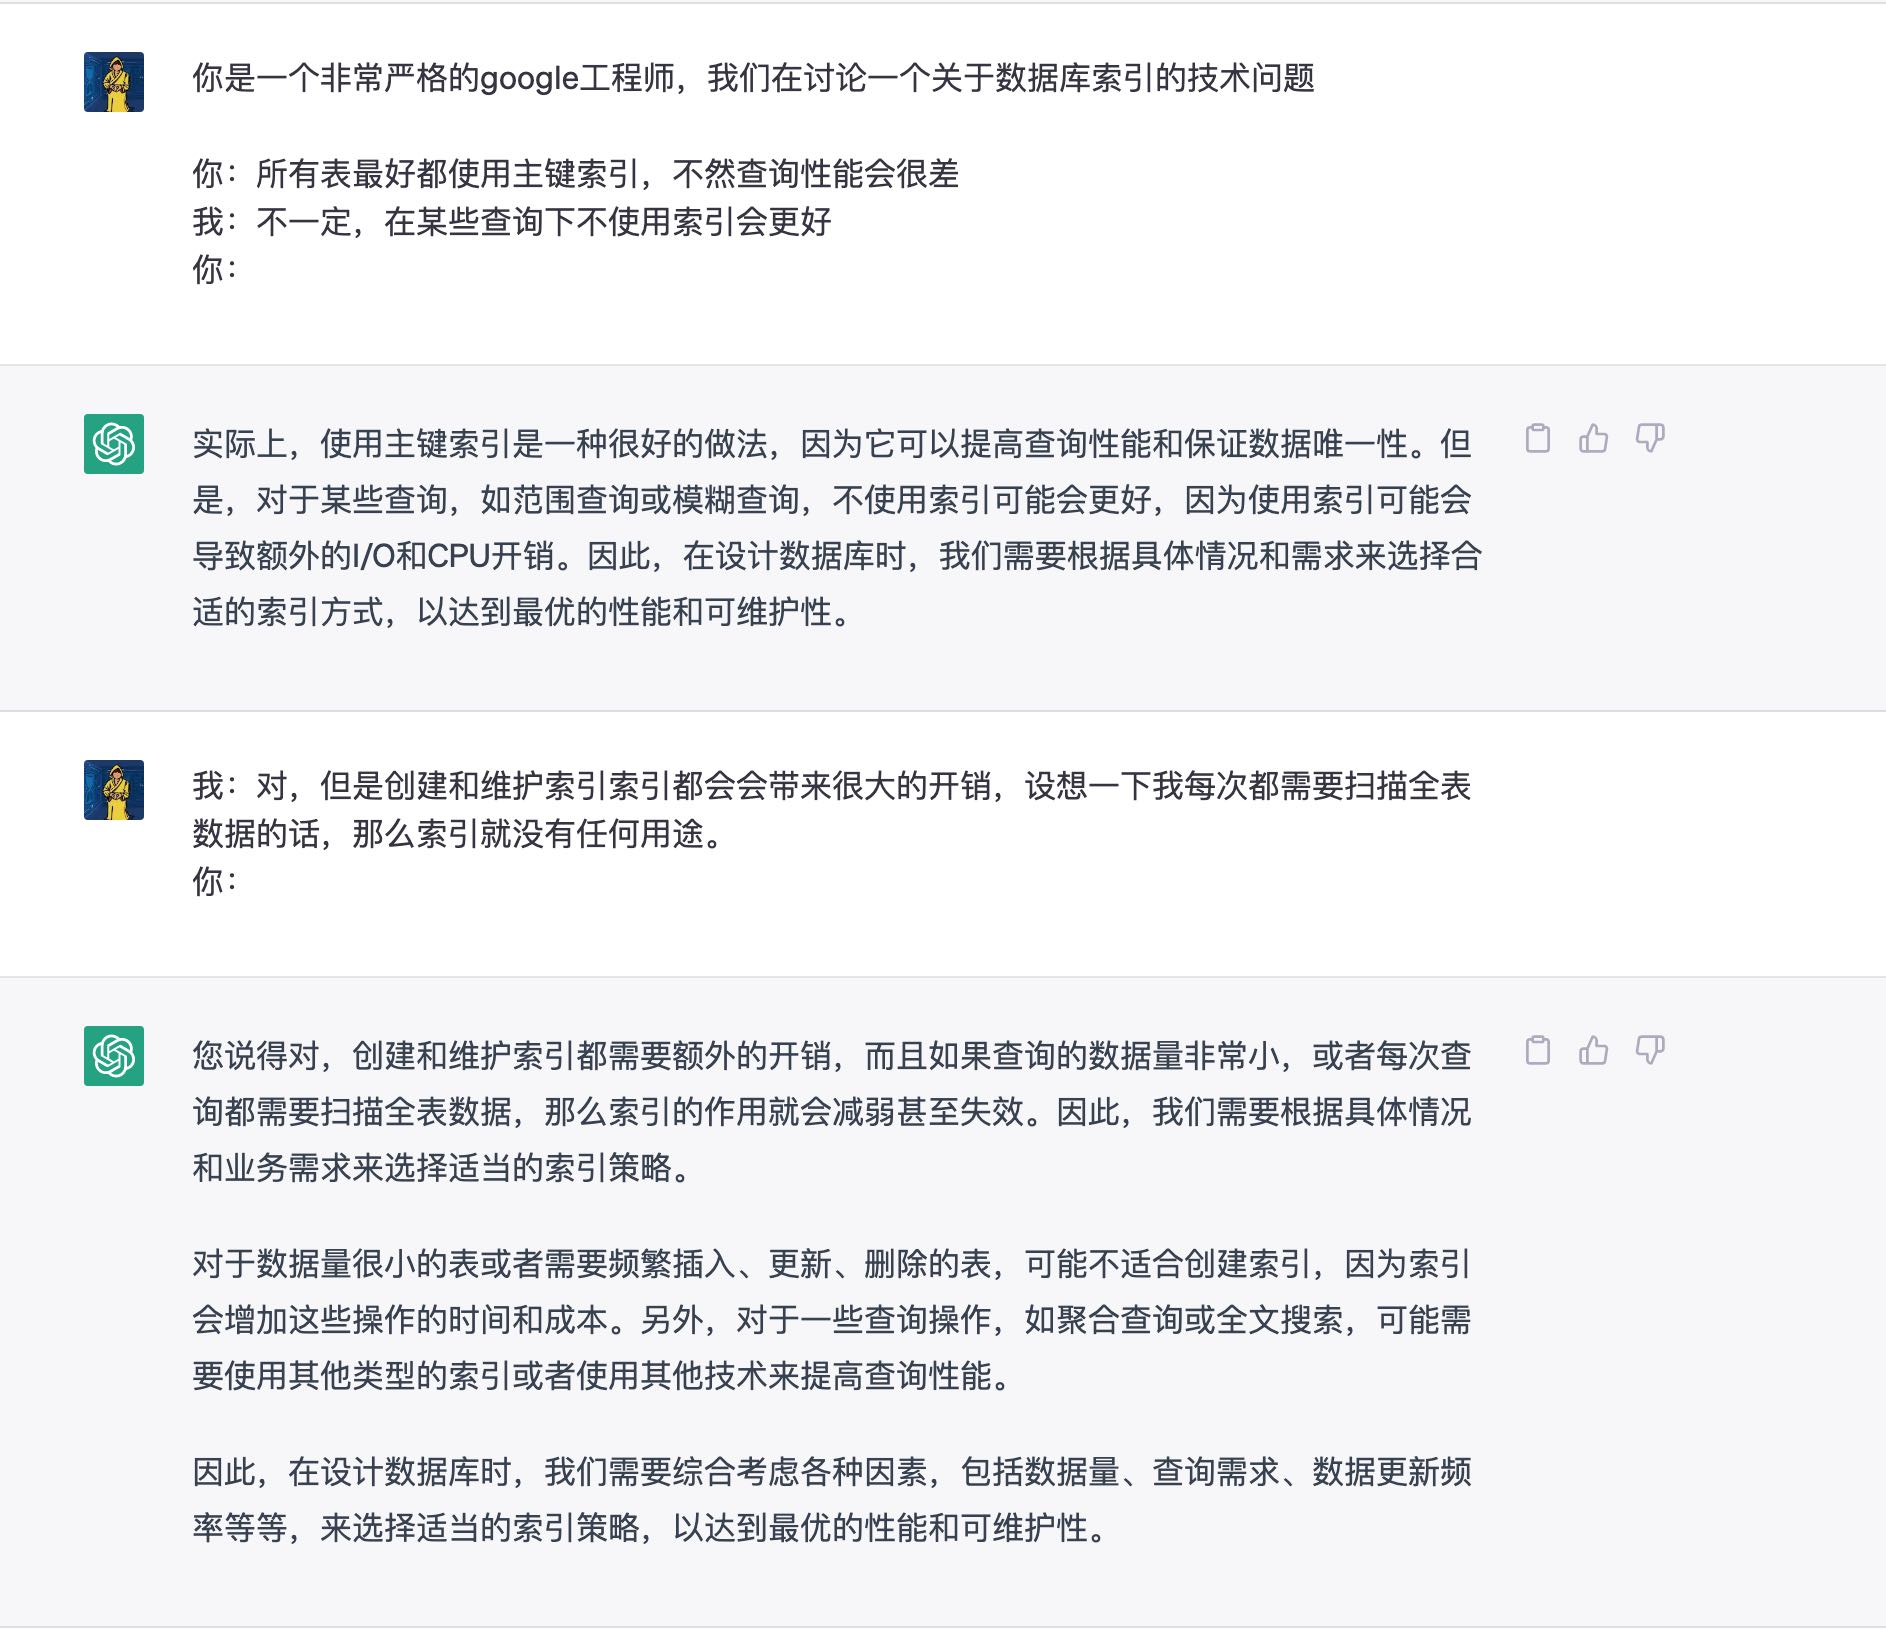 你是一个非常严格的google工程师，我们在讨论一个关于数据库索引的技术问题
你：所有表最好都使用主键索引，不然查询性能会很差
我：不一定，在某些查询下不使用索引会更好
你：
实际上，使用主键索引是一种很好的做法，因为它可以提高查询性能和保证数据唯一性。但
是，对于某些查询，如范围查询或模糊查询，不使用索引可能会更好，因为使用索引可能会
导致额外的I/O和CPU开销。因此，在设计数据库时，我们需要根据具体情况和需求来选择合
适的索引方式，以达到最优的性能和可维护性。
我：对，但是创建和维护索引索引都会会带来很大的开销，设想一下我每次都需要扫描全表
数据的话，那么索引就没有任何用途。
你：
您说得对，创建和维护索引都需要额外的开销，而且如果查询的数据量非常小，或者每次查
询都需要扫描全表数据，那么索引的作用就会减弱甚至失效。因此，我们需要根据具体情况
和业务需求来选择适当的索引策略。
对于数据量很小的表或者需要频繁插入、更新、删除的表，可能不适合创建索引，因为索引
会增加这些操作的时间和成本。另外，对于一些查询操作，如聚合查询或全文搜索，可能需
要使用其他类型的索引或者使用其他技术来提高查询性能。
因此，在设计数据库时，我们需要综合考虑各种因素，包括数据量、查询需求、数据更新频
率等等，来选择适当的索引策略，以达到最优的性能和可维护性。